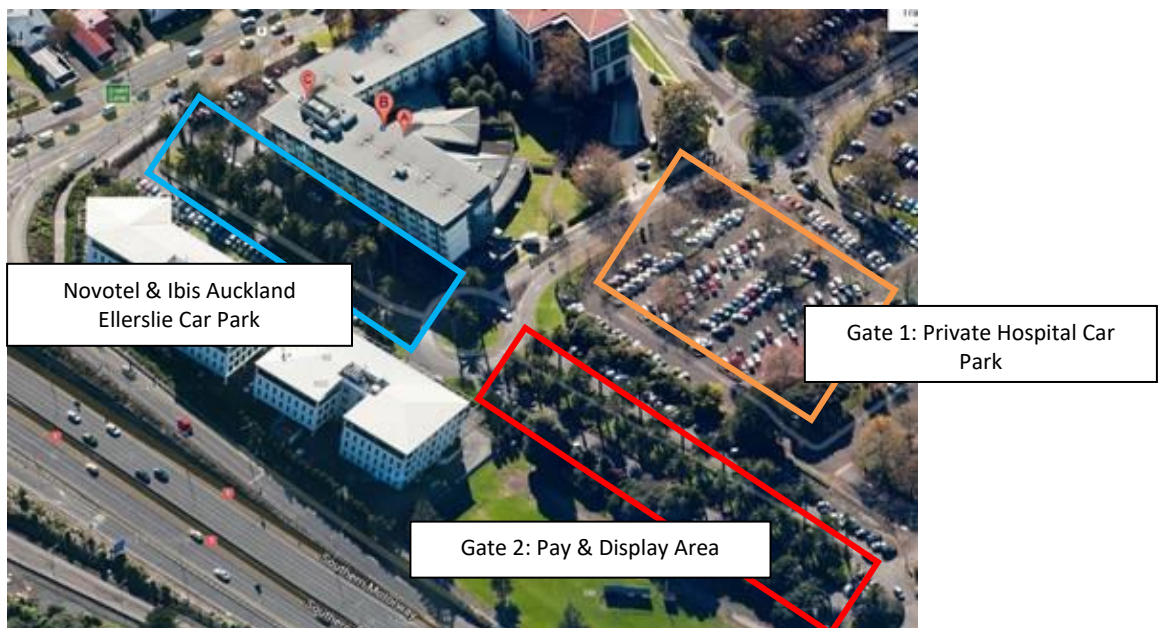 C
B
A
Novotel & Ibis Auckland
Ellerslie Car Park
Gate 1: Private Hospital Car
Park
Gate 2: Pay & Display Area
Southern Motorway